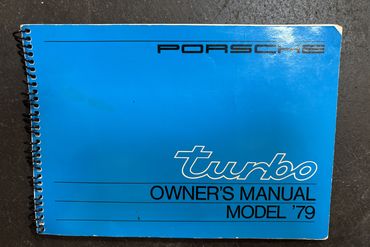 PORSCHE
turbo
OWNER'S MANUAL
MODEL '79